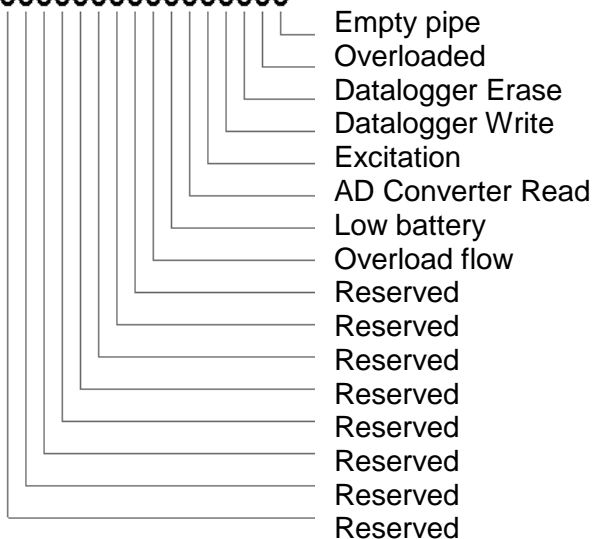 Empty pipe
Overloaded
Datalogger Erase
Datalogger Write
Excitation
AD Converter Read
Low battery
Overload flow
Reserved
Reserved
Reserved
Reserved
Reserved
Reserved
Reserved
Reserved